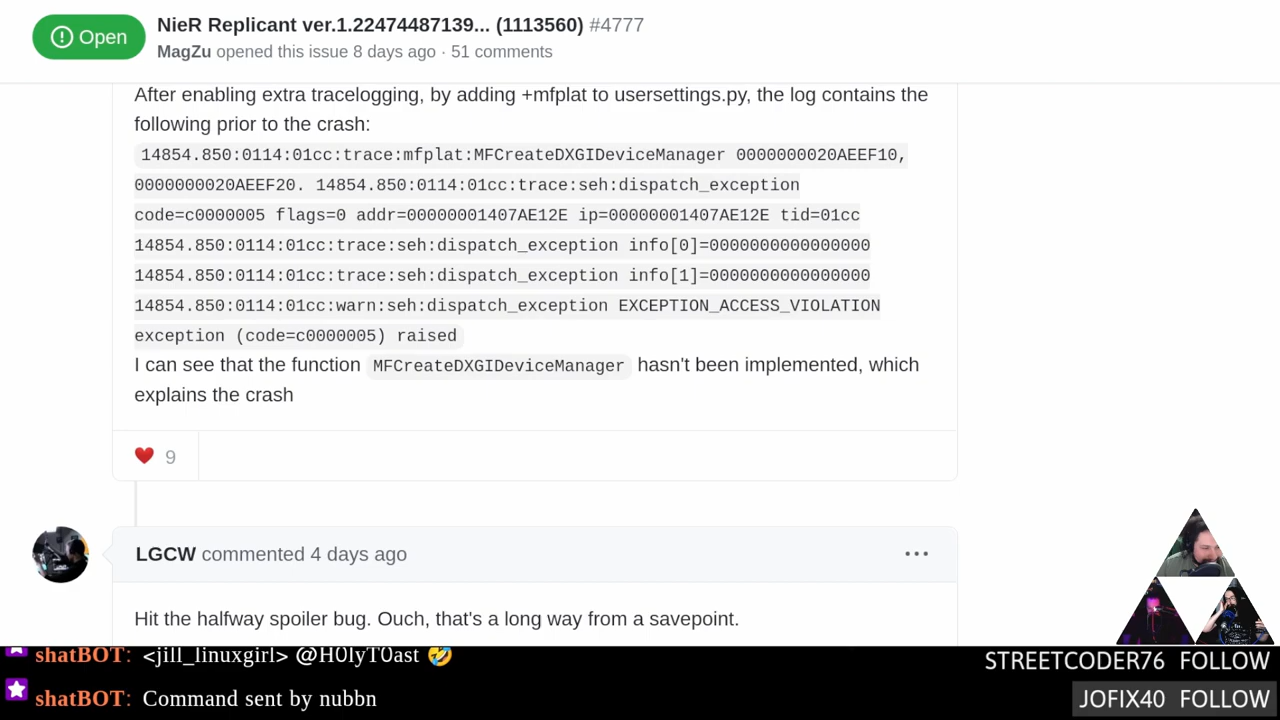 Open
NieR Replicant ver.1.22474487139... (1113560) #4777
MagZu opened this issue 8 days ago · 51 comments
After enabling extra tracelogging, by adding +mfplat to usersettings.py, the log contains the
following prior to the crash:
14854.850:0114:01cc:trace:mfplat:MFCreateDXGIDeviceManager 0000000020AEEF10,
0000000020AEEF20. 14854.850:0114:01cc:trace:seh:dispatch_exception
code=c0000005 flags=0 addr=00000001407AE12E ip=00000001407AE12E tid=01cc
14854.850:0114:01cc:trace:seh:dispatch_exception info[0]=0000000000000000
14854.850:0114:01cc:trace:seh:dispatch_exception info[1]=0000000000000000
14854.850:0114:01cc:warn:seh:dispatch_exception EXCEPTION_ACCESS_VIOLATION
exception (code=c0000005) raised
I can see that the function MFCreateDXGIDeviceManager hasn't been implemented, which
explains the crash
❤️ 9
LGCW commented 4 days ago
Hit the halfway spoiler bug. Ouch, that's a long way from a savepoint.
shatBOT: <jill_linuxgirl> @H0lyT0ast 🤣
shatBOT: Command sent by nubbn
STREETCODER76 FOLLOW
JOFIX40 FOLLOW